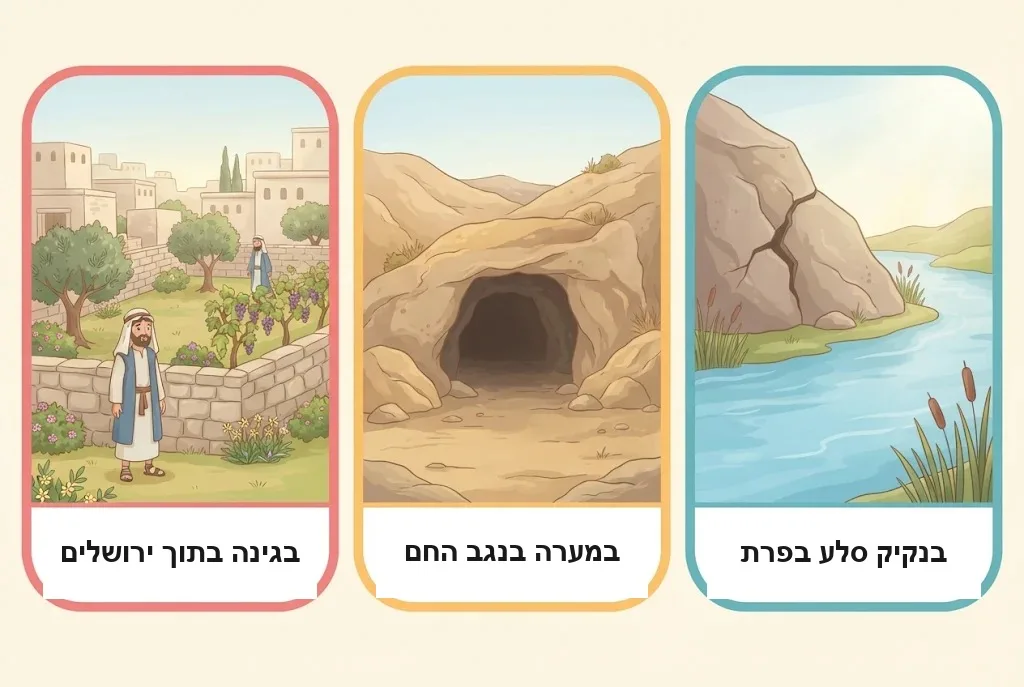 בנקיק סלע בפרת
במערה בנגב החם
בגינה בתוך ירושלים